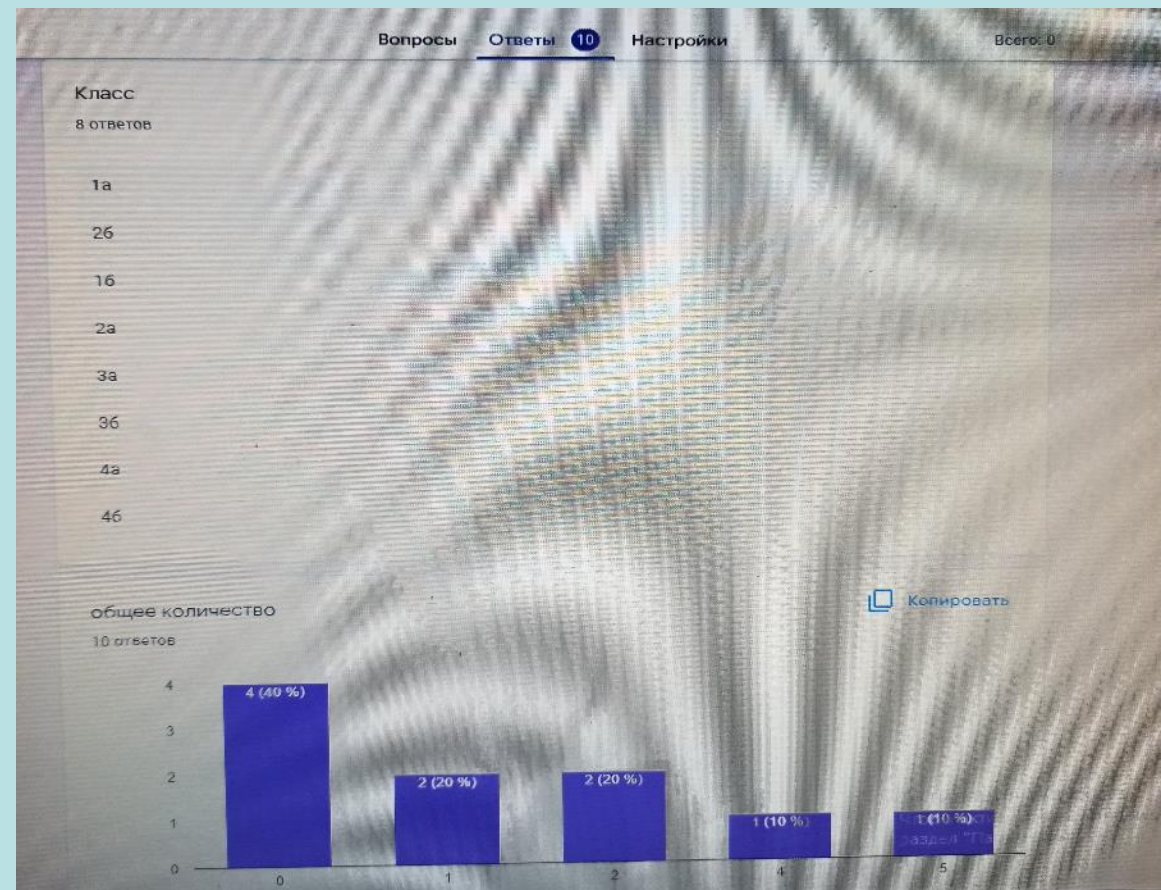 Вопросы Ответы 10 Настройки Всего: 0
Класс
8 ответов
1а
2б
1б
2а
3а
3б
4а
4б
общее количество
Копировать
10 ответов
4
3
2
1
0
4 (40 %)
2 (20 %)
2 (20 %)
1 (10 %)
1 (10 %)
раздел
0 1 2 4 5